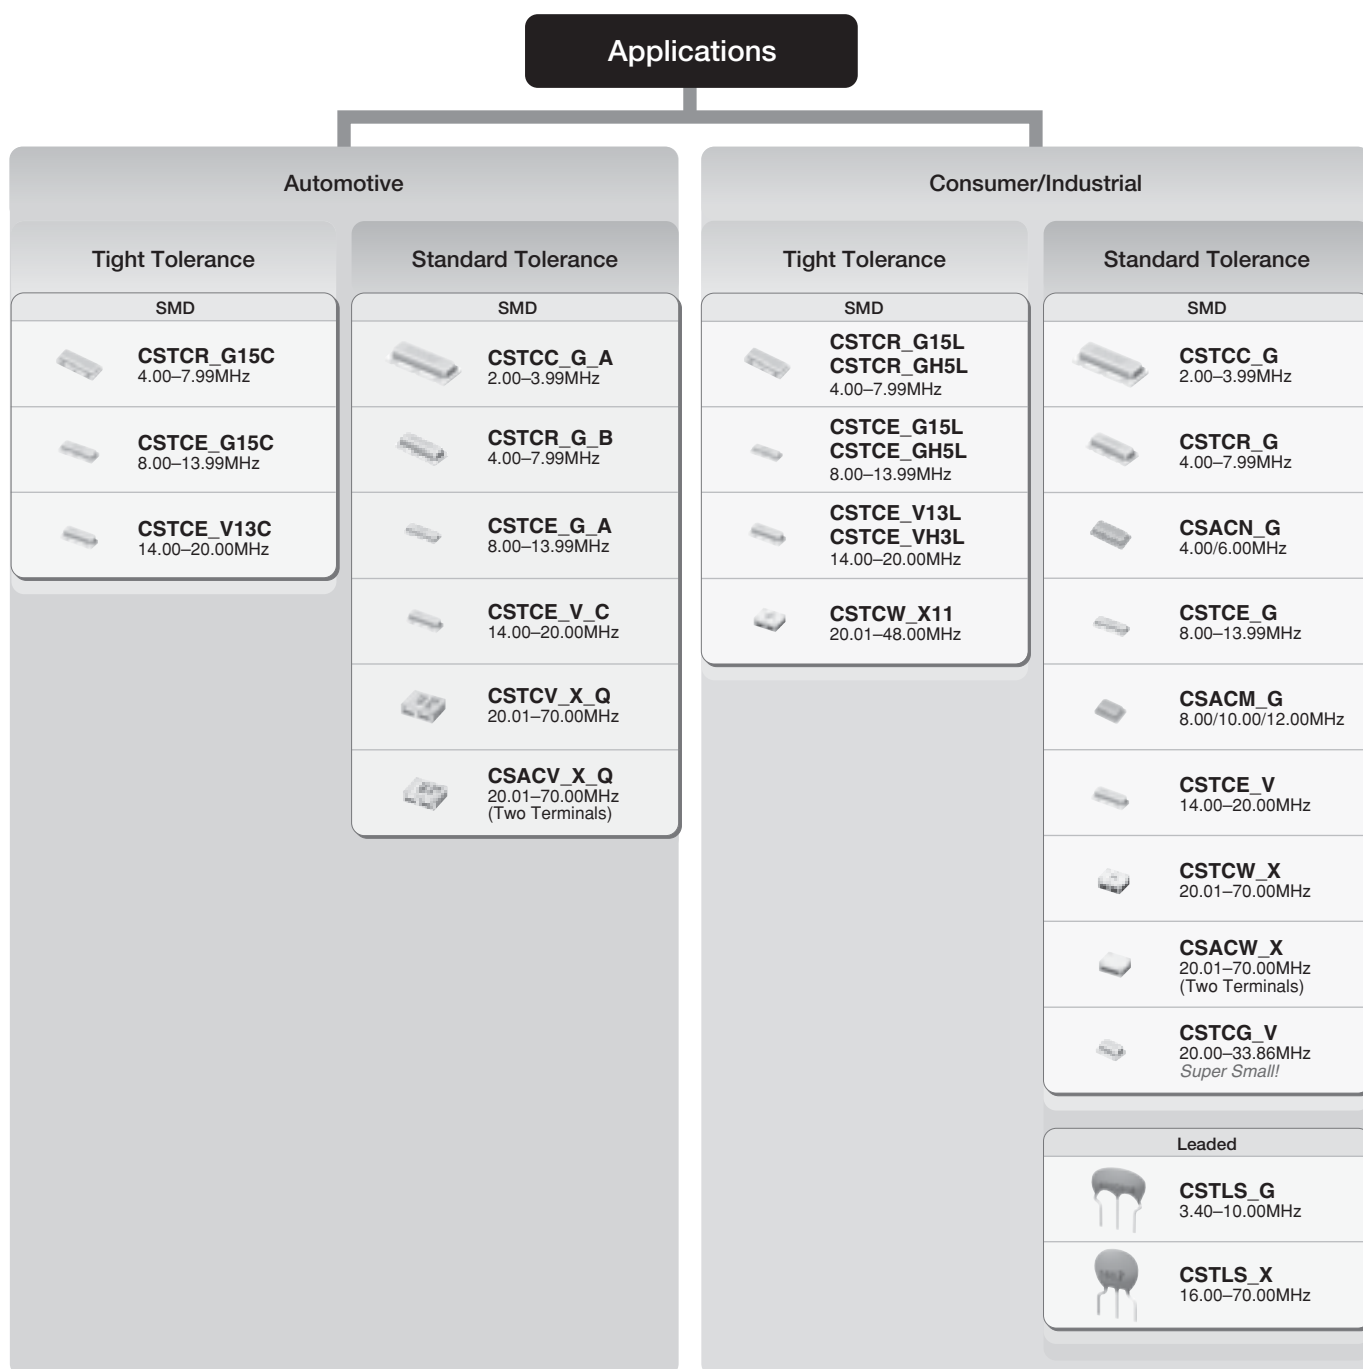 Applications
Automotive
Tight Tolerance
SMD
CSTCR_G15C
4.00–7.99MHz
CSTCE_G15C
8.00–13.99MHz
CSTCE_V13C
14.00–20.00MHz
Standard Tolerance
SMD
CSTCC_G_A
2.00–3.99MHz
CSTCR_G_B
4.00–7.99MHz
CSTCE_G_A
8.00–13.99MHz
CSTCE_V_C
14.00–20.00MHz
CSTCV_X_Q
20.01–70.00MHz
CSACV_X_Q
20.01–70.00MHz
(Two Terminals)
Consumer/Industrial
Tight Tolerance
SMD
CSTCR_G15L
CSTCR_GH5L
4.00–7.99MHz
CSTCE_G15L
CSTCE_GH5L
8.00–13.99MHz
CSTCE_V13L
CSTCE_VH3L
14.00–20.00MHz
CSTCW_X11
20.01–48.00MHz
Standard Tolerance
SMD
CSTCC_G
2.00–3.99MHz
CSTCR_G
4.00–7.99MHz
CSACN_G
4.00/6.00MHz
CSTCE_G
8.00–13.99MHz
CSACM_G
8.00/10.00/12.00MHz
CSTCE_V
14.00–20.00MHz
CSTCW_X
20.01–70.00MHz
CSACW_X
20.01–70.00MHz
(Two Terminals)
CSTCG_V
20.00–33.86MHz
Super Small!
Leaded
CSTLS_G
3.40–10.00MHz
CSTLS_X
16.00–70.00MHz